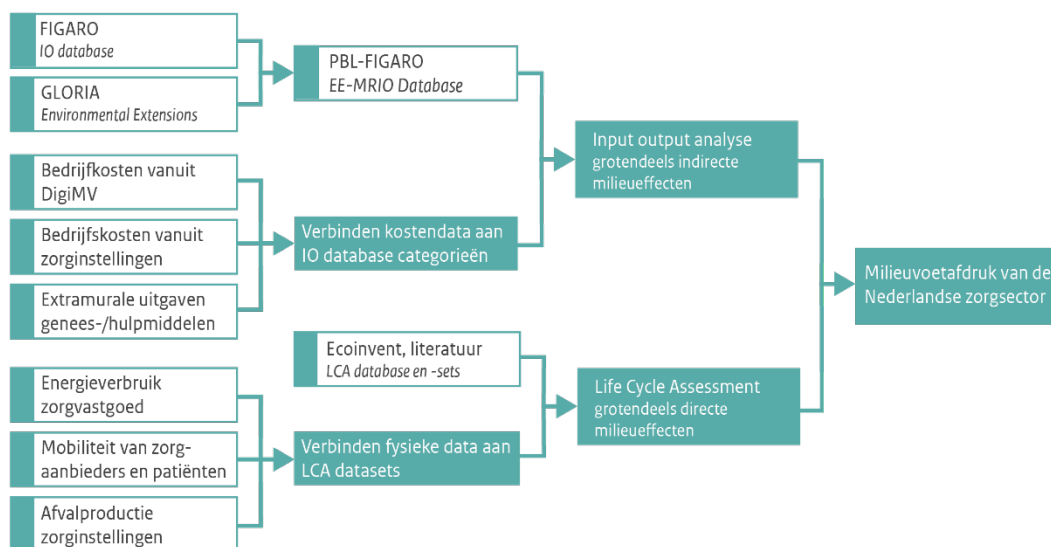 FIGARO
IO database
GLORIA
Environmental Extensions
PBL-FIGARO
EE-MRIO Database
Bedrijfkosten vanuit
DigiMV
Bedrijfskosten vanuit
zorginstellingen
Extramurale uitgaven
genees-/hulpmiddelen
Verbinden kostendata aan
IO database categorieën
Input output analyse
grotendeels indirecte
milieueffecten
Energieverbruik
zorgvastgoed
Mobiliteit van zorg-
aanbieders en patiënten
Afvalproductie
zorginstellingen
Ecoinvent, literatuur
LCA database en -sets
Verbinden fysieke data aan
LCA datasets
Life Cycle Assessment
grotendeels directe
milieueffecten
Milieuvoetafdruk van de
Nederlandse zorgsector